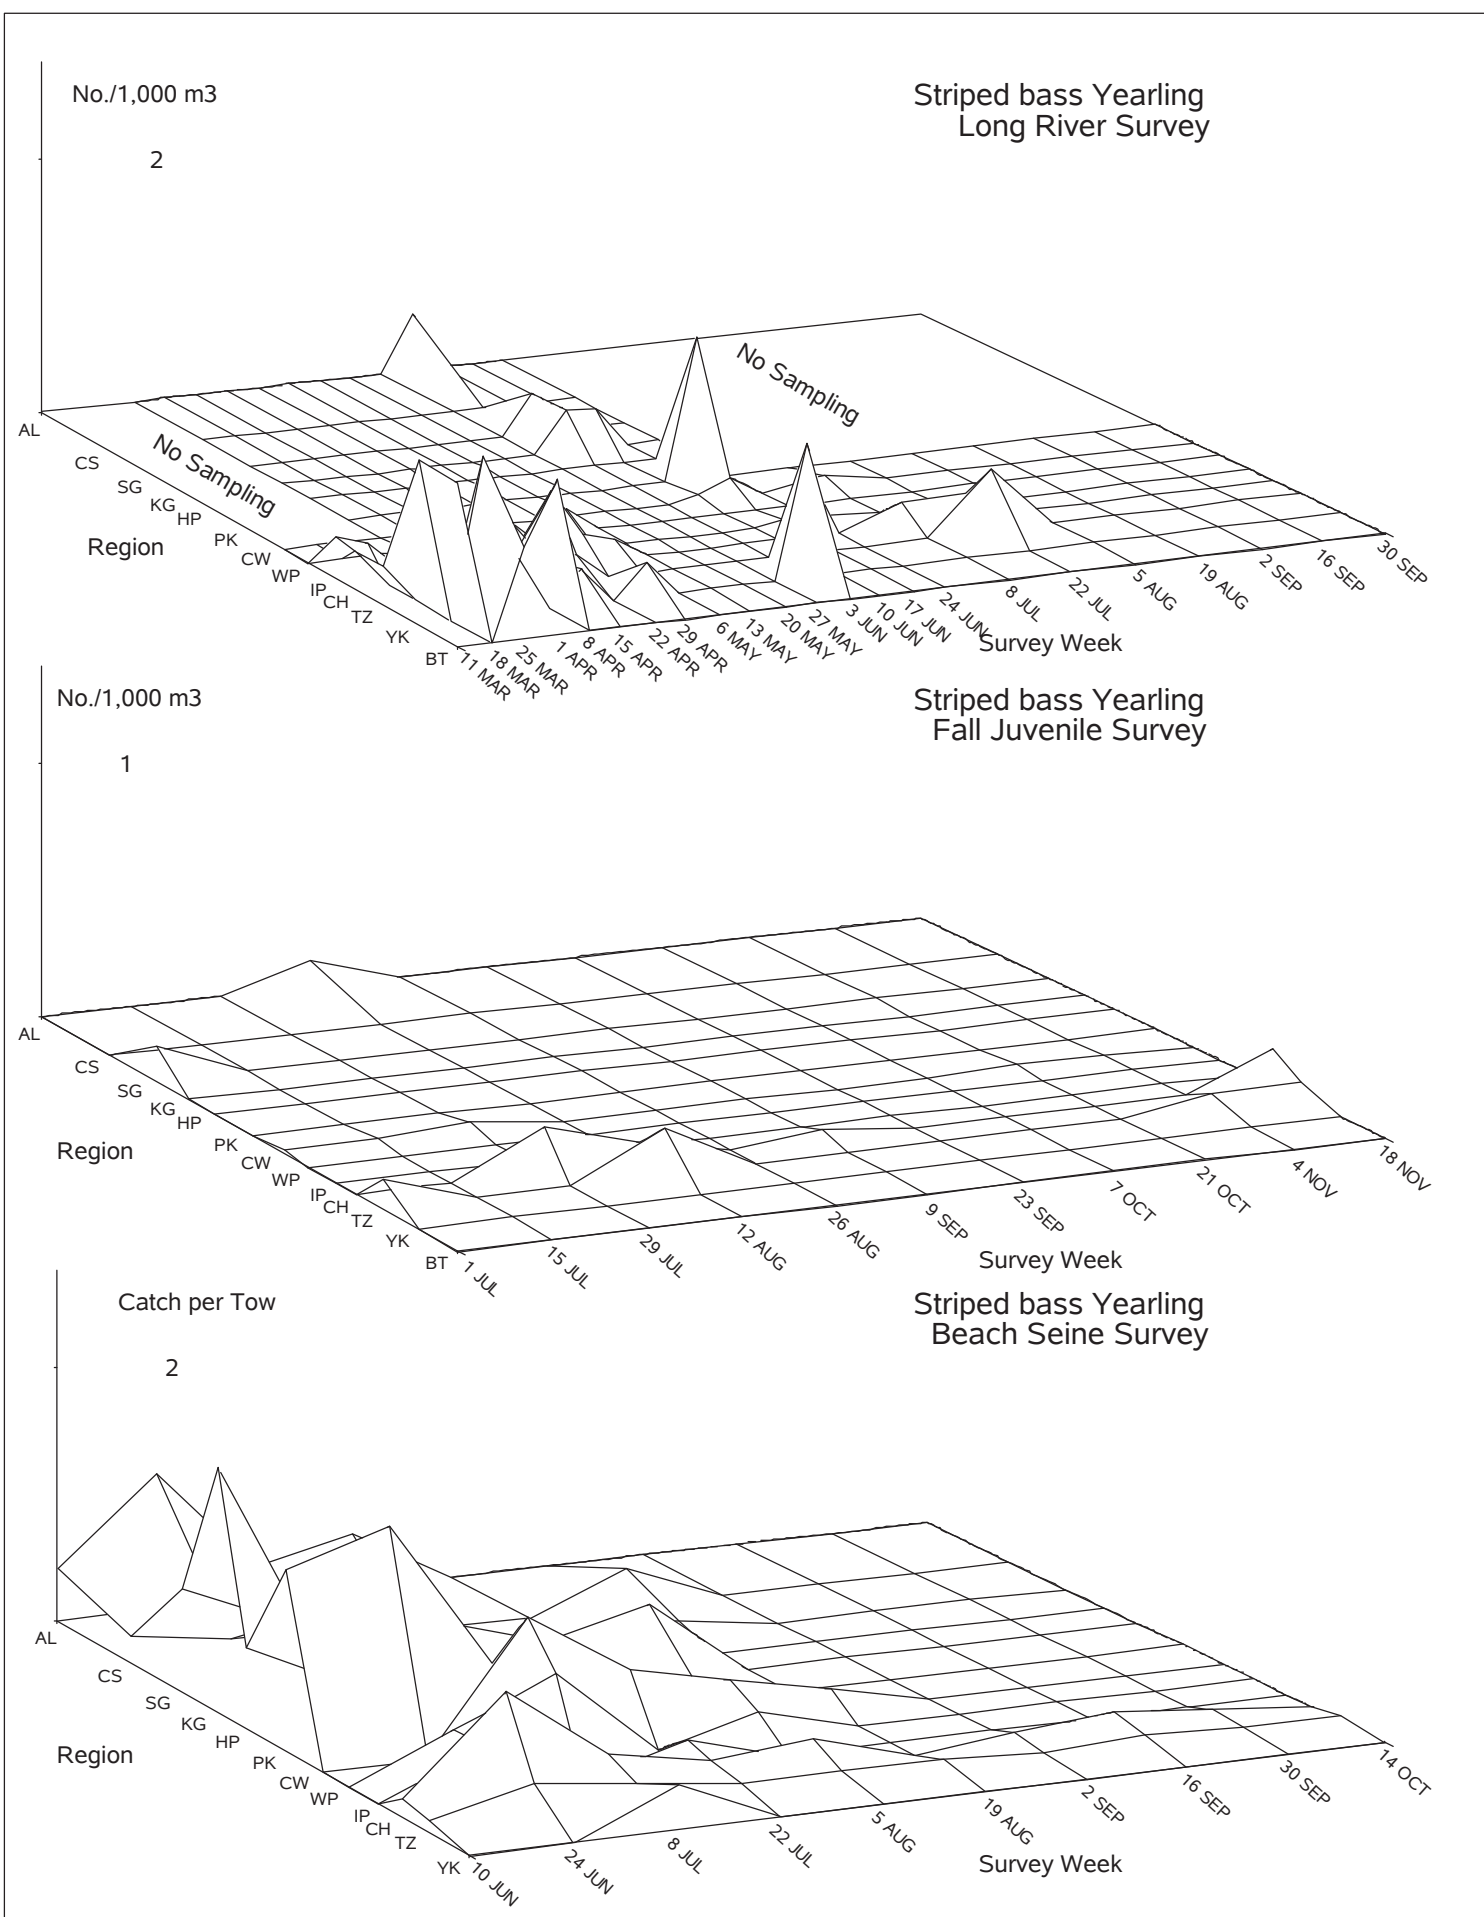 No./1,000 m3
Striped bass Yearling
Long River Survey
2
No Sampling
AL
No Sampling
CS
SG
KG
HP
PK
CW
WP
IP
CH
TZ
YK
BT
Region
11 MAR
18 MAR
25 MAR
1 APR
8 APR
15 APR
22 APR
29 APR
6 MAY
13 MAY
20 MAY
27 MAY
3 JUN
10 JUN
17 JUN
24 JUN
8 JUL
22 JUL
5 AUG
19 AUG
2 SEP
16 SEP
30 SEP
Survey Week
No./1,000 m3
Striped bass Yearling
Fall Juvenile Survey
1
AL
CS
SG
KG
HP
PK
CW
WP
IP
CH
TZ
YK
BT
Region
1 JUL
15 JUL
29 JUL
12 AUG
26 AUG
9 SEP
23 SEP
7 OCT
21 OCT
4 NOV
18 NOV
Survey Week
Catch per Tow
Striped bass Yearling
Beach Seine Survey
2
AL
CS
SG
KG
HP
PK
CW
WP
IP
CH
TZ
YK
Region
10 JUN
24 JUN
8 JUL
22 JUL
5 AUG
19 AUG
2 SEP
16 SEP
30 SEP
14 OCT
Survey Week